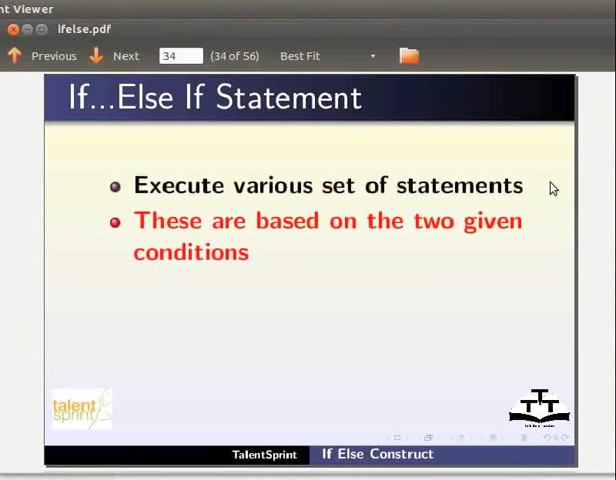 nt Viewer
ifelse.pdf
Previous Next 34 (34 of 56) Best Fit
If...Else If Statement
Execute various set of statements
These are based on the two given
conditions
talent
sprint
TTT
TalentSprint If Else Construct